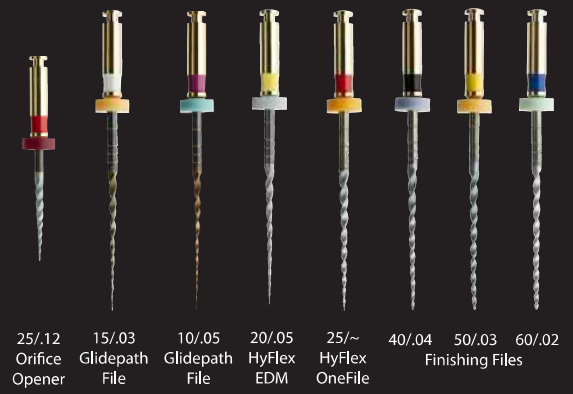 25/.12
Orifice
Opener
15/.03
Glidepath
File
10/.05
Glidepath
File
20/.05
HyFlex
EDM
25/~
HyFlex
OneFile
40/.04 50/.03 60/.02
Finishing Files